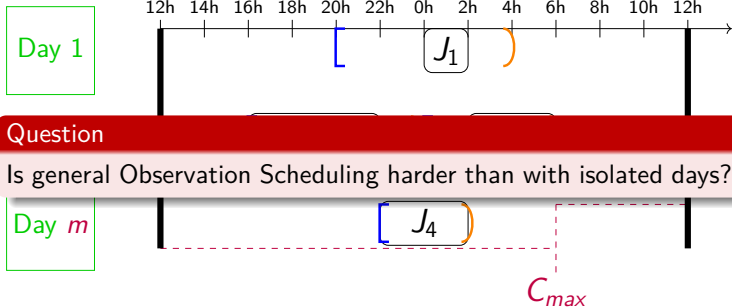 12h 14h 16h 18h 20h 22h 0h 2h 4h 6h 8h 10h 12h
Day 1
J1
Question
Is general Observation Scheduling harder than with isolated days?
Day m
J4
Cmax